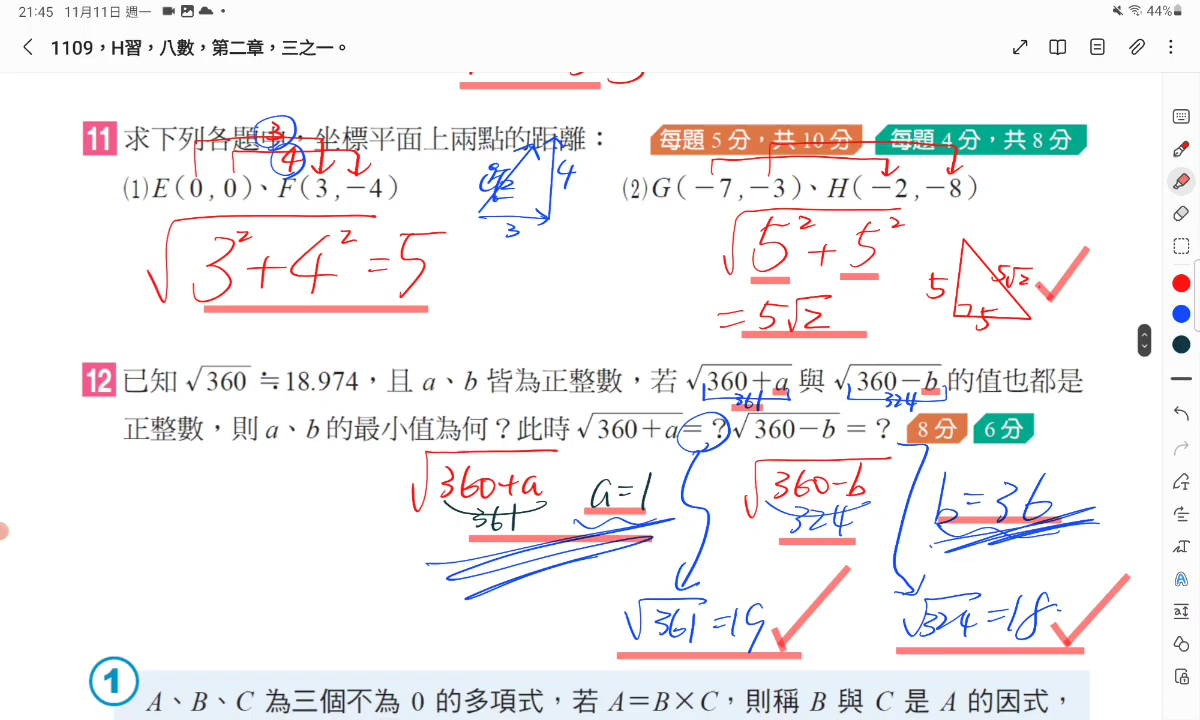 21:45 11月11日 週一 44%
1109，H習，八數，第二章，三之一。
11 求下列各題中，坐標平面上兩點的距離： 每題 5 分，共 10 分 每題 4 分，共 8 分
3
4
(1) E(0,0)、F(3,−4) (2) G(−7,−3)、H(−2,−8)
4
3
√3²+4²=5
√5²+5²
=5√2
5 5√2
5
12 已知 √360 ≒18.974，且 a、b 皆為正整數，若 √360+a 與 √360−b 的值也都是
361 324
正整數，則 a、b 的最小值為何？此時 √360+a=？√360−b=？ 8 分 6 分
√360+a a=1 √360-b b=36
361 324
√361=19 √324=18
1
A、B、C 為三個不為 0 的多項式，若 A=B×C，則稱 B 與 C 是 A 的因式，